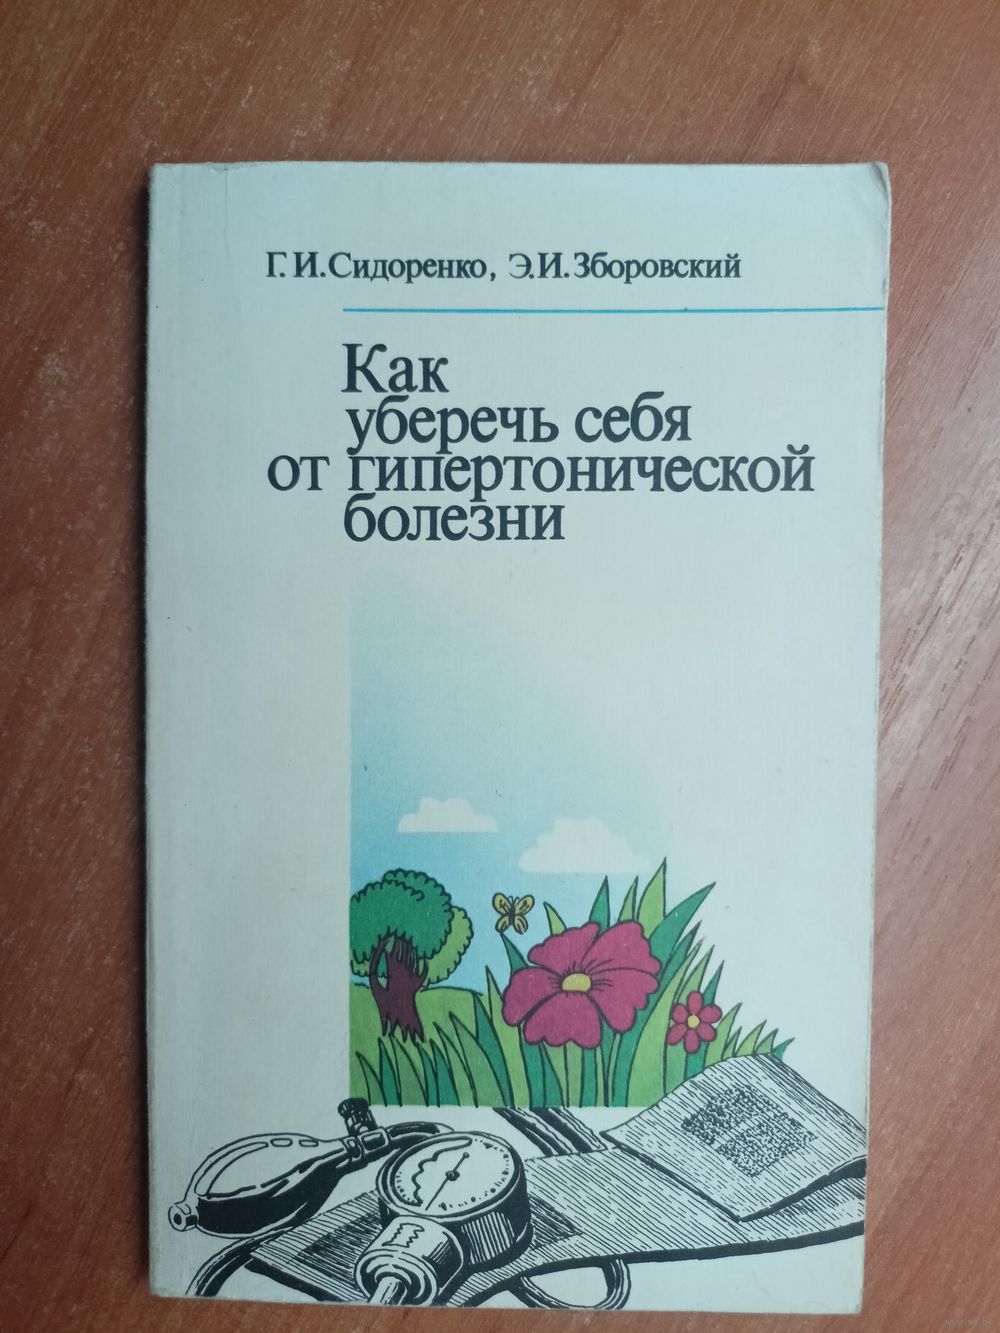 Г. И. Сидоренко, Э. И. Зборовский
Как
уберечь себя
от гипертонической
болезни